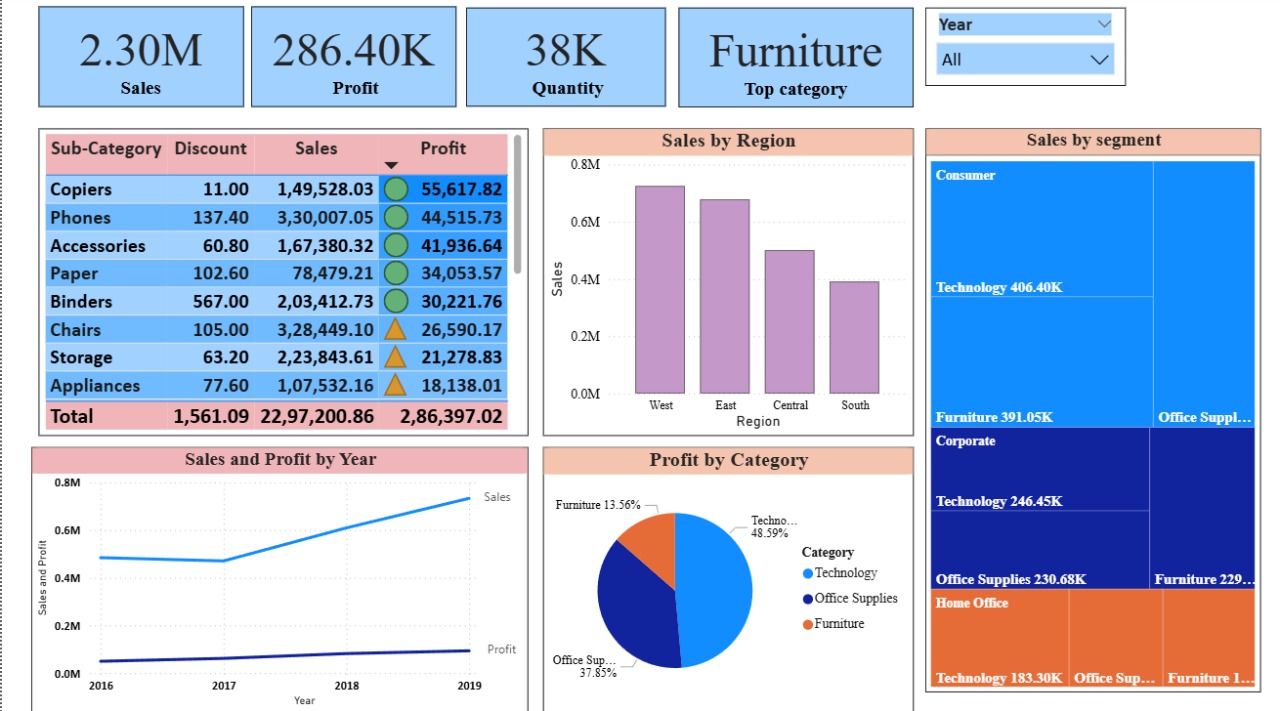 2.30M
Sales
286.40K
Profit
38K
Quantity
Furniture
Top category
Year
All
Sub-Category Discount Sales Profit
Copiers 11.00 1,49,528.03 55,617.82
Phones 137.40 3,30,007.05 44,515.73
Accessories 60.80 1,67,380.32 41,936.64
Paper 102.60 78,479.21 34,053.57
Binders 567.00 2,03,412.73 30,221.76
Chairs 105.00 3,28,449.10 26,590.17
Storage 63.20 2,23,843.61 21,278.83
Appliances 77.60 1,07,532.16 18,138.01
Total 1,561.09 22,97,200.86 2,86,397.02
Sales by Region
0.8M
0.6M
0.4M
0.2M
0.0M
Sales
West East Central South
Region
Sales by segment
Consumer
Technology 406.40K
Furniture 391.05K
Office Suppl...
Corporate
Technology 246.45K
Office Supplies 230.68K
Furniture 229...
Home Office
Technology 183.30K
Office Sup...
Furniture 1...
Sales and Profit by Year
0.8M
0.6M
0.4M
0.2M
0.0M
Sales and Profit
Sales
Profit
2016 2017 2018 2019
Year
Profit by Category
Furniture 13.56%
Techno...
48.59%
Office Sup...
37.85%
Category
Technology
Office Supplies
Furniture